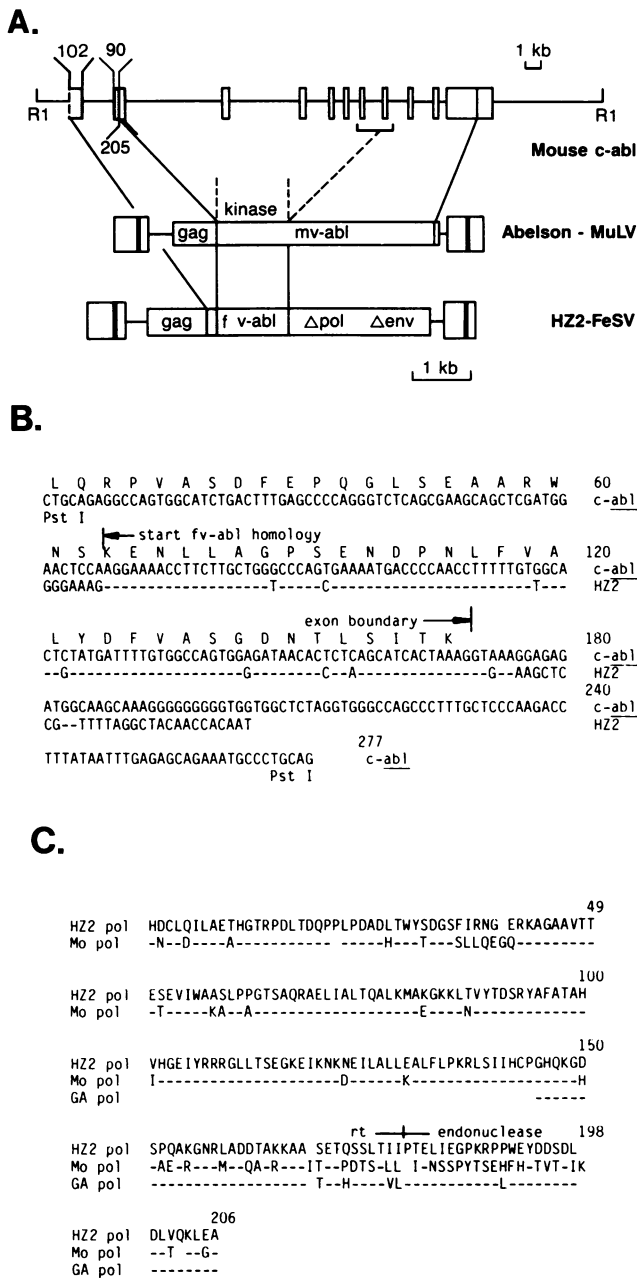 A.
102 90
1 kb
R1 R1
205
Mouse c-abl
kinase
gag mv-abl
Abelson - MuLV
gag f v-abl Δpol Δenv
HZ2-FeSV
1 kb
B.
L Q R P V A S D F E P Q G L S E A A R W 60
CTGCAGAGGCCAGTGGCATCTGACTTTGAGCCCCAGGGTCTCAGCGAAGCAGCTCGATGG c-abl
Pst I
start fv-abl homology
N S K E N L L A G P S E N D P N L F V A 120
AACTCCAAGGAAAACCTTCTTGCTGGGCCCAGTGAAAATGACCCCAACCTTTTTGTGGCA c-abl
GGGAAAG-------------------T-----C------------------------T--- HZ2
exon boundary
L Y D F V A S G D N T L S I T K 180
CTCTATGATTTTGTGGCCAGTGGAGATAACACTCTCAGCATCACTAAAGGTAAAGGAGAG c-abl
--G--------------------G--------C--A---------------G--AAGCTC HZ2
240
ATGGCAAGCAAAGGGGGGGGGTGGTGGCTCTAGGTGGGCCAGCCCTTTGCTCCCAAGACC c-abl
CG--TTTTAGGCTACAACCACAAT HZ2
277
TTTATAATTTGAGAGCAGAAATGCCCTGCAG c-abl
Pst I
C.
49
HZ2 pol HDCLQILAETHGTRPDLTDQPPLPDADLTWYSDGSFIRNG ERKAGAAVTT
Mo pol -N--D----A----------- -----H---T---SLLQEGQ---------
100
HZ2 pol ESEVIWAASLPPGTSAQRAELIALTQALKMAKGKKLTVYTDSRYAFATAH
Mo pol -T-----KA--A-------------------E----N-------------
150
HZ2 pol VHGEIYRRRGLLTSEGKEIKNKNEILALLEALFLPKRLSIIHCPGHQKGD
Mo pol I---------------------D------K-------------------H
GA pol ------
rt endonuclease 198
HZ2 pol SPQAKGNRLADDTAKKAA SETQSSLTIIPTELIEGPKRPPWEYDDSDL
Mo pol -AE-R---M--QA-R---IT--PDTS-LL I-NSSPYTSEHFH-TVT-IK
GA pol ------------------ T--H----VL-----------L--------
206
HZ2 pol DLVQKLEA
Mo pol --T --G-
GA pol --------